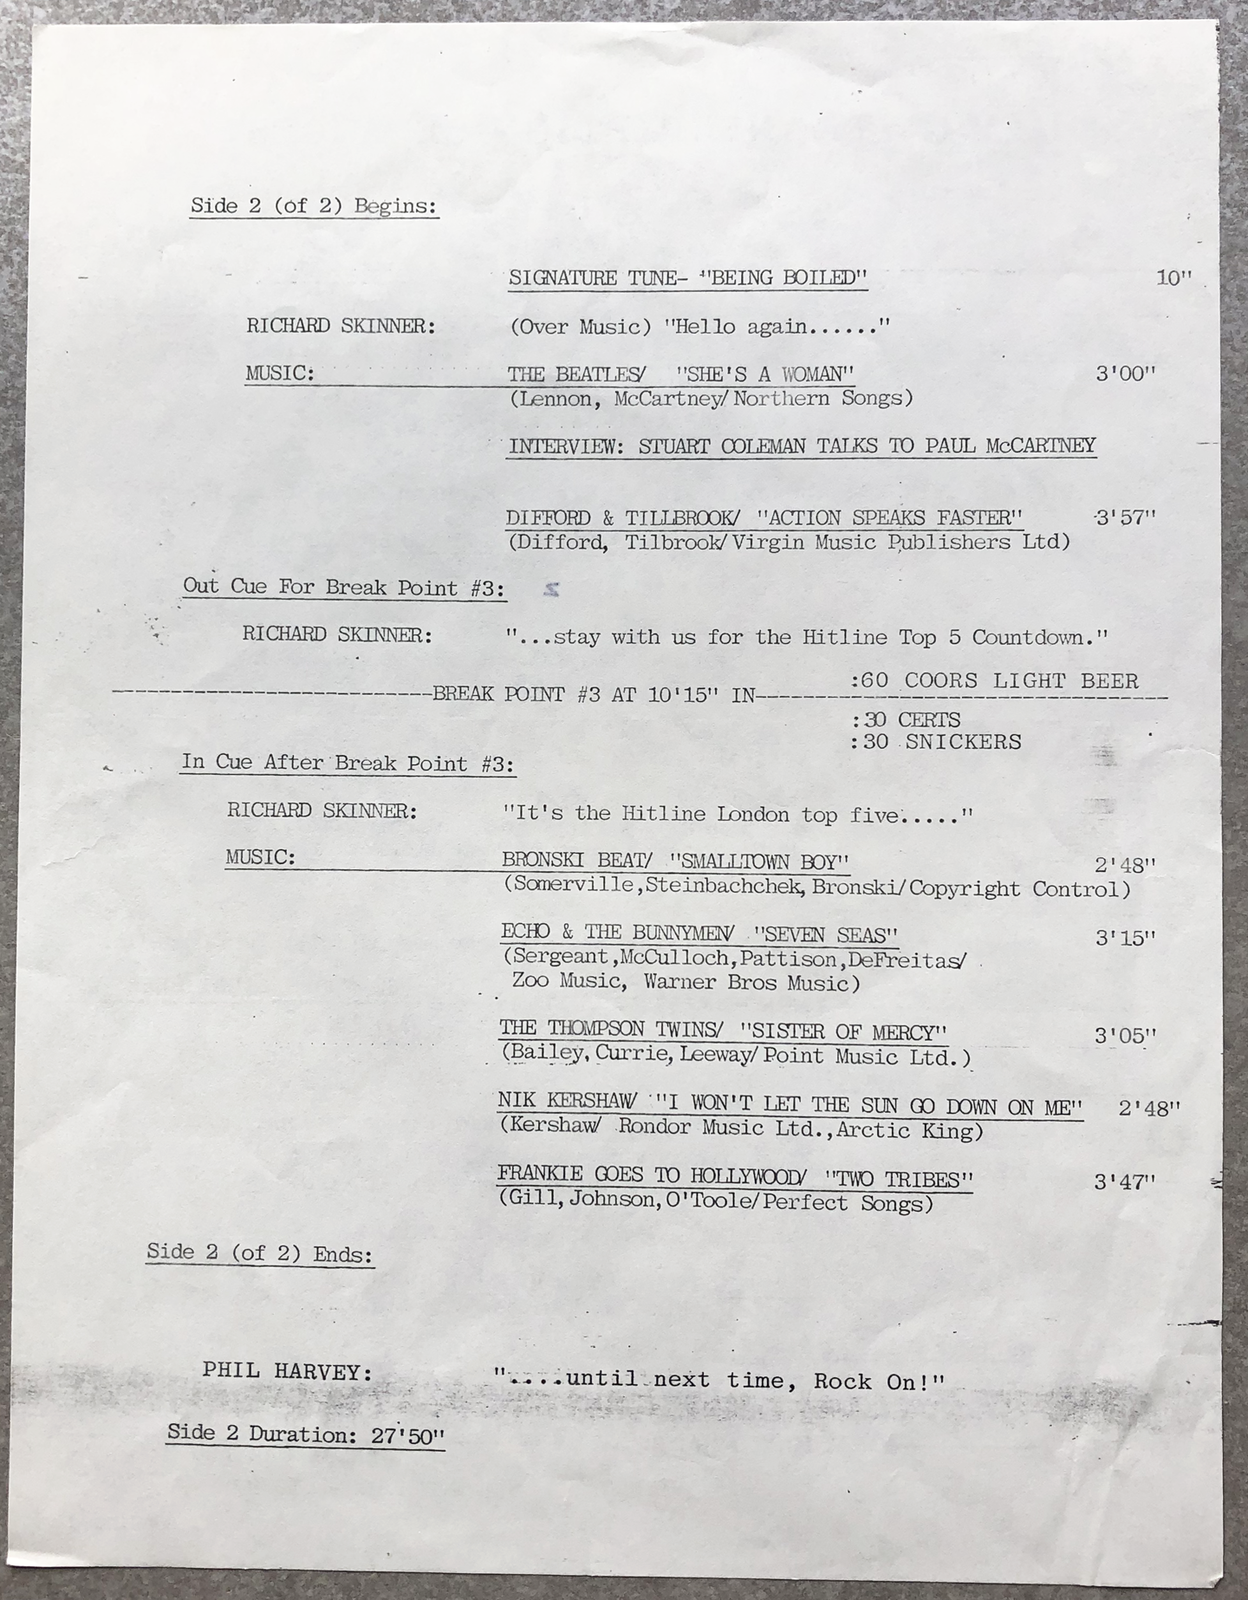 Side 2 (of 2) Begins:
SIGNATURE TUNE- "BEING BOILED" 10"
RICHARD SKINNER: (Over Music) "Hello again......"
MUSIC: THE BEATLES/ "SHE'S A WOMAN" 3'00"
(Lennon, McCartney/Northern Songs)
INTERVIEW: STUART COLEMAN TALKS TO PAUL McCARTNEY
DIFFORD & TILLBROOK/ "ACTION SPEAKS FASTER" 3'57"
(Difford, Tilbrook/Virgin Music Publishers Ltd)
Out Cue For Break Point #3:
RICHARD SKINNER: "...stay with us for the Hitline Top 5 Countdown."
:60 COORS LIGHT BEER
---------------------------BREAK POINT #3 AT 10'15" IN-----------------------------------
:30 CERTS
:30 SNICKERS
In Cue After Break Point #3:
RICHARD SKINNER: "It's the Hitline London top five....."
MUSIC: BRONSKI BEAT/ "SMALLTOWN BOY" 2'48"
(Somerville,Steinbachchek, Bronski/Copyright Control)
ECHO & THE BUNNYMEN/ "SEVEN SEAS" 3'15"
(Sergeant,McCulloch,Pattison,DeFreitas/
Zoo Music, Warner Bros Music)
THE THOMPSON TWINS/ "SISTER OF MERCY" 3'05"
(Bailey, Currie, Leeway/Point Music Ltd.)
NIK KERSHAW/ "I WON'T LET THE SUN GO DOWN ON ME" 2'48"
(Kershaw/ Rondor Music Ltd.,Arctic King)
FRANKIE GOES TO HOLLYWOOD/ "TWO TRIBES" 3'47"
(Gill, Johnson, O'Toole/Perfect Songs)
Side 2 (of 2) Ends:
PHIL HARVEY: "....until next time, Rock On!"
Side 2 Duration: 27'50"